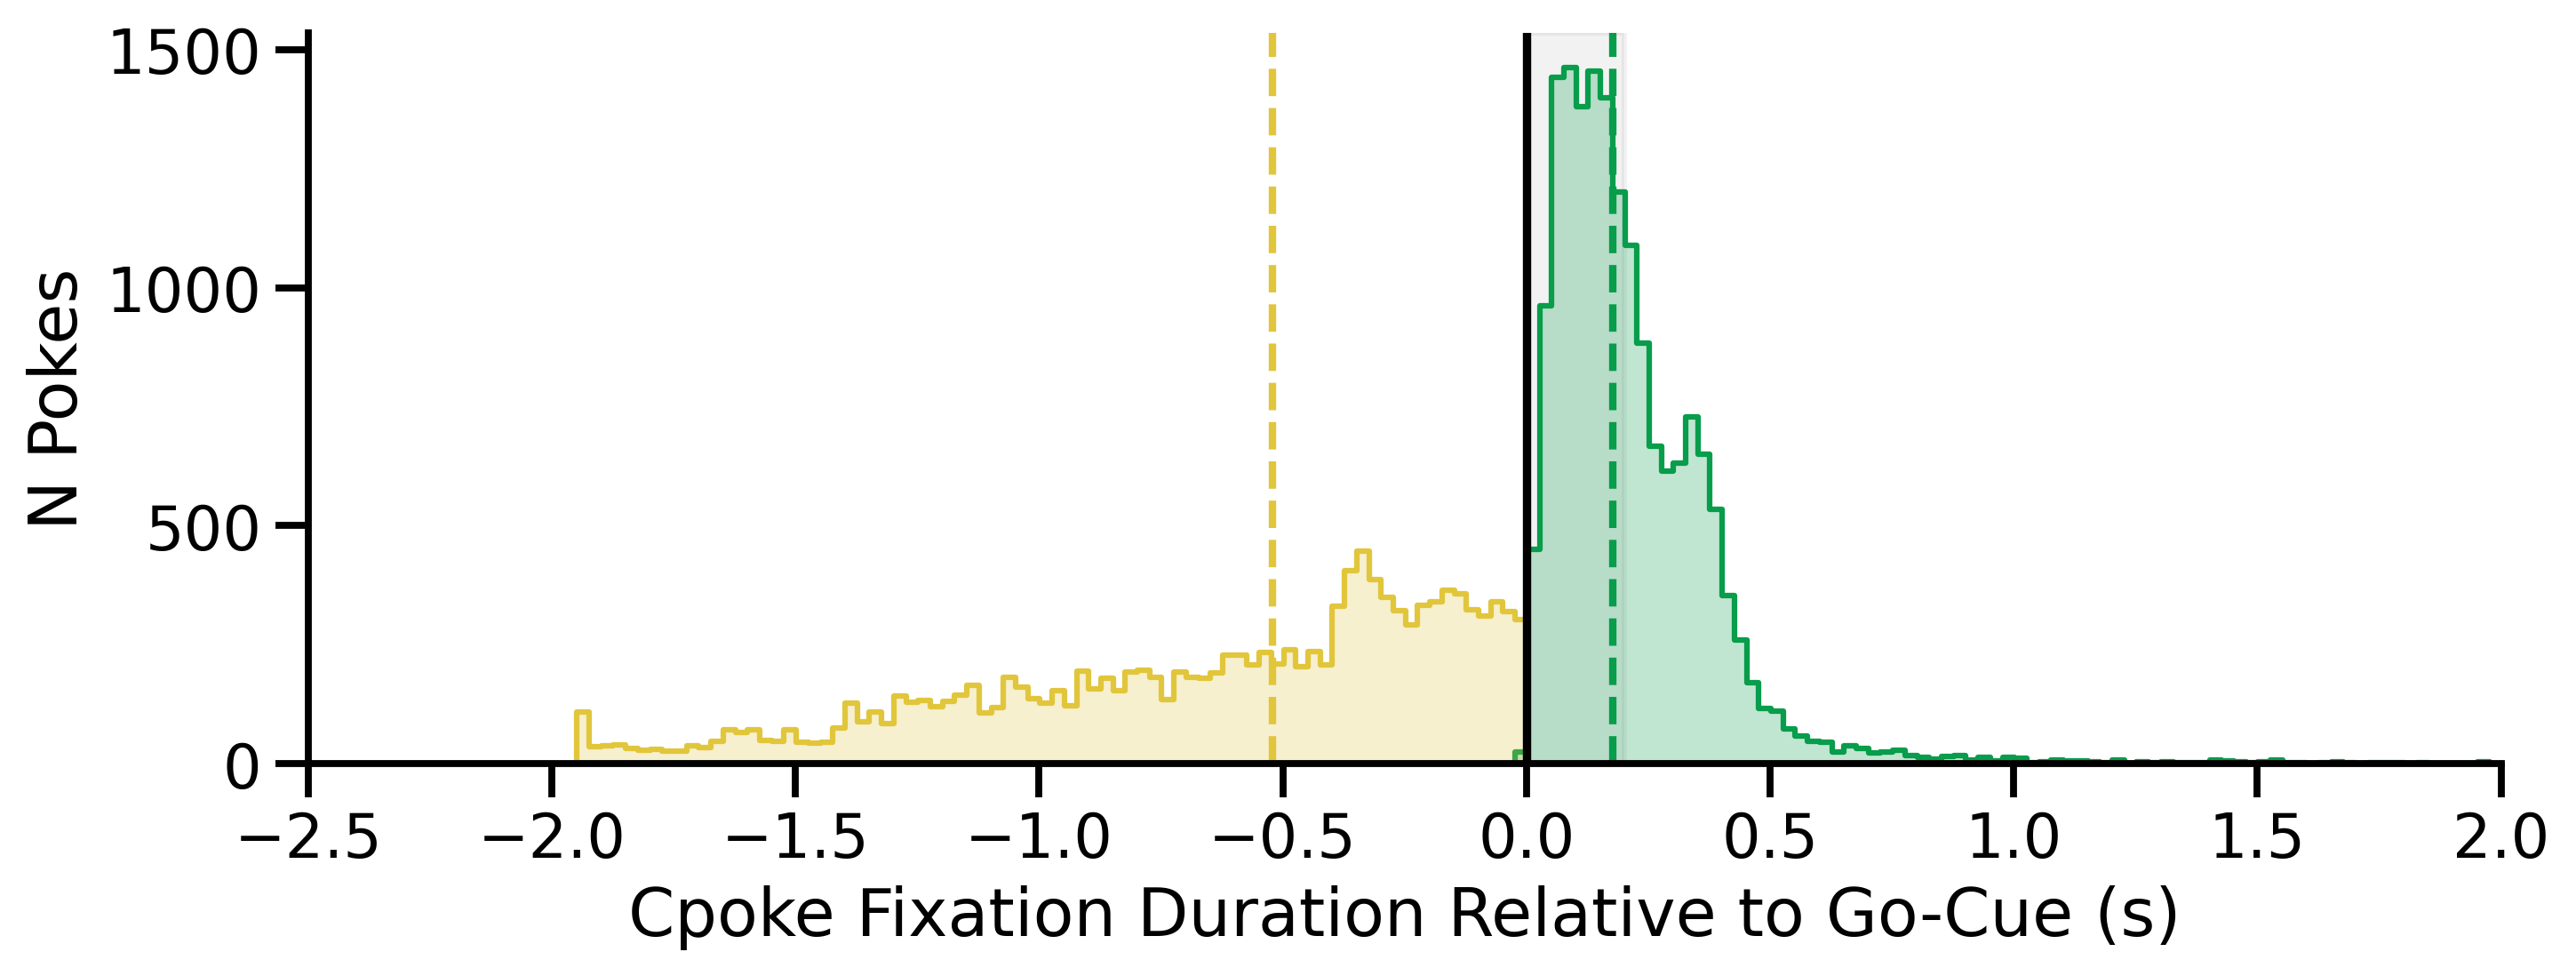 1500
1000
500
0
N Pokes
−2.5 −2.0 −1.5 −1.0 −0.5 0.0 0.5 1.0 1.5 2.0
Cpoke Fixation Duration Relative to Go-Cue (s)